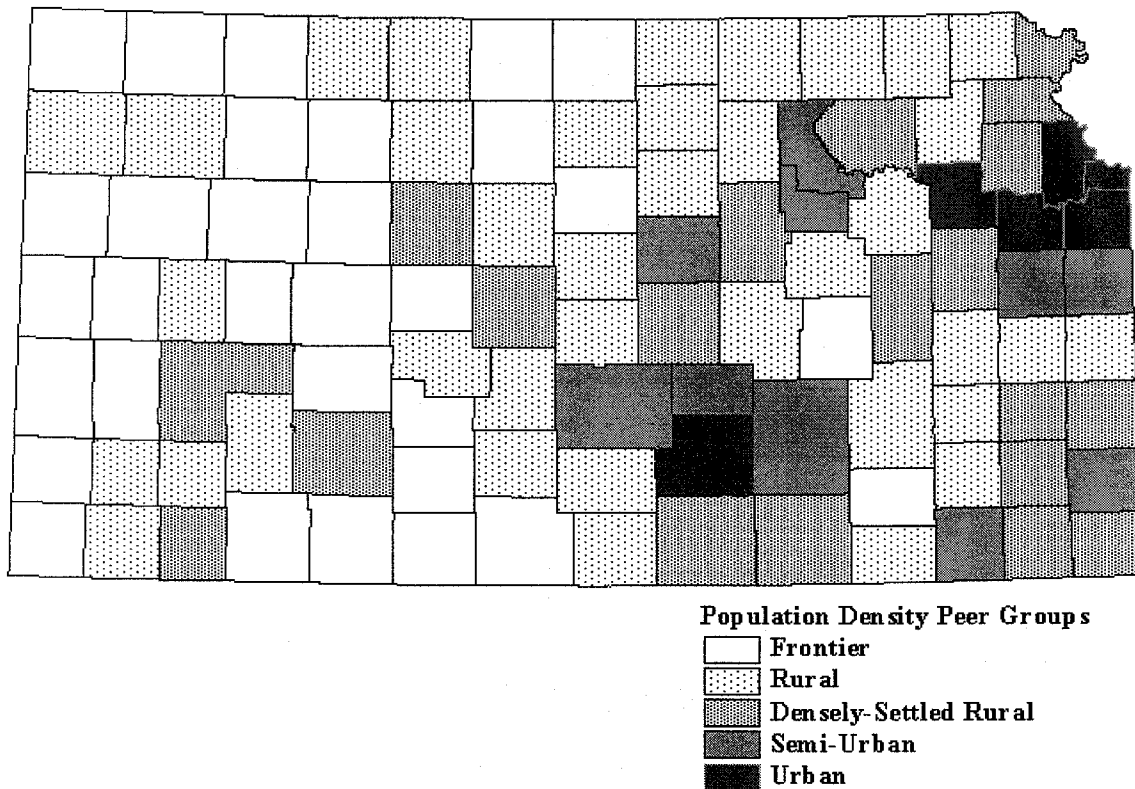 Population Density Peer Groups
Frontier
Rural
Densely-Settled Rural
Semi-Urban
Urban